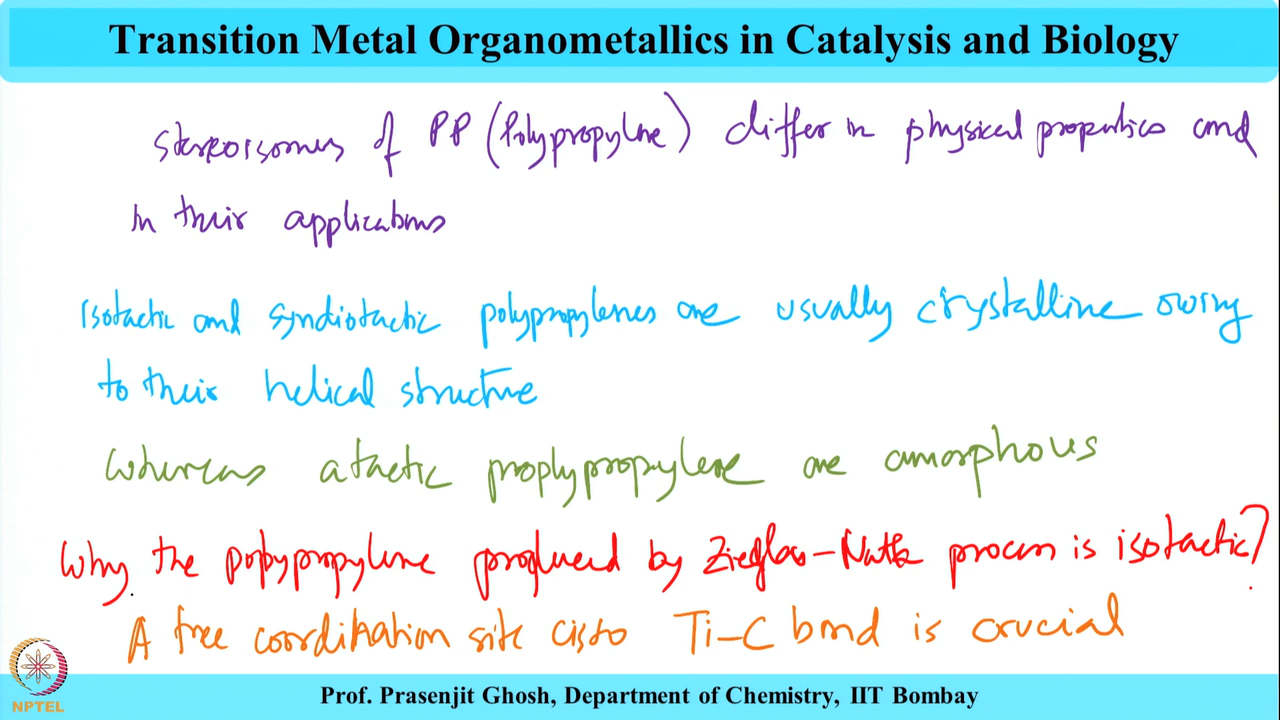 Transition Metal Organometallics in Catalysis and Biology
Stereoisomers of PP (Polypropylene) differ in physical properties and
in their applications
Isotactic and syndiotactic polypropylenes are usually crystalline owing
to their helical structure
whereas atactic proplypropylene are amorphous
Why the polypropylene produced by Ziegler-Natta process is isotactic?
A free coordination site cis to Ti-C bond is crucial
NPTEL
Prof. Prasenjit Ghosh, Department of Chemistry, IIT Bombay